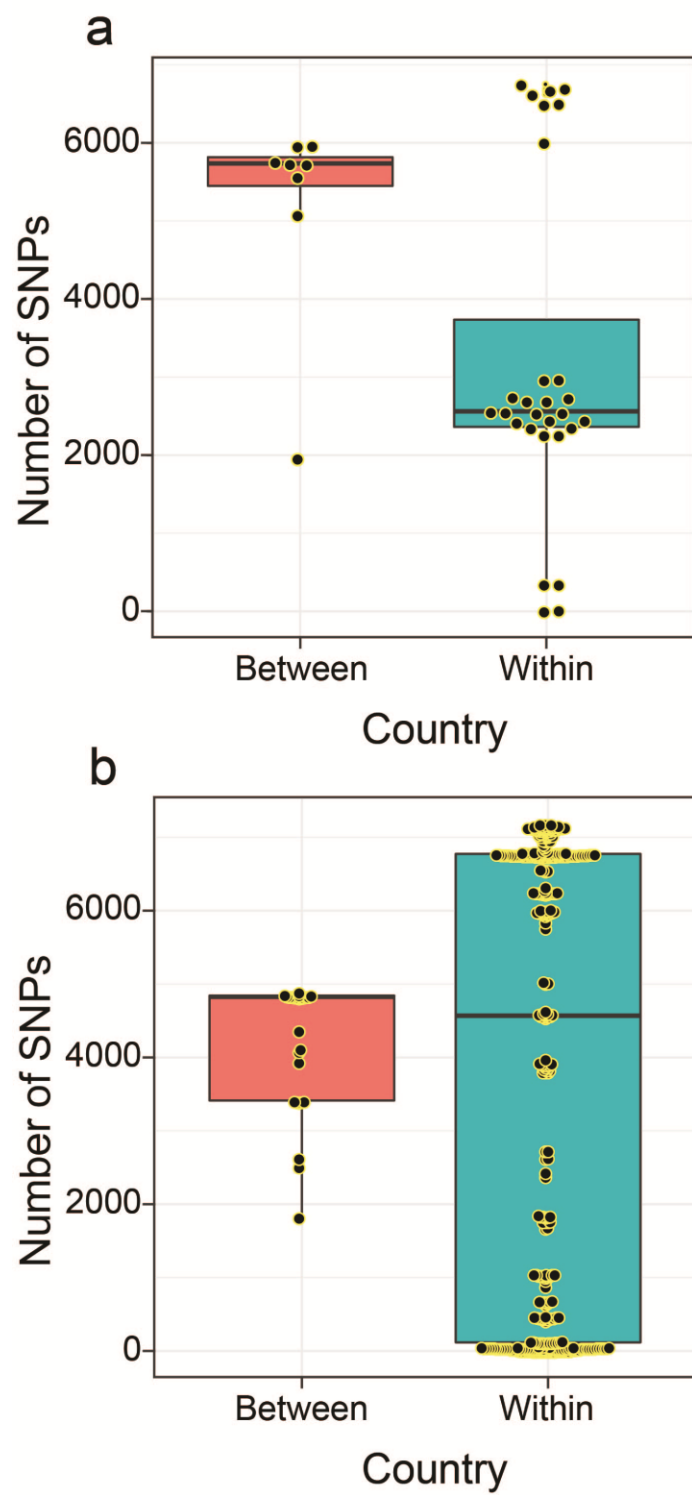 a
Number of SNPs
6000
4000
2000
0
Between Within
Country
b
Number of SNPs
6000
4000
2000
0
Between Within
Country